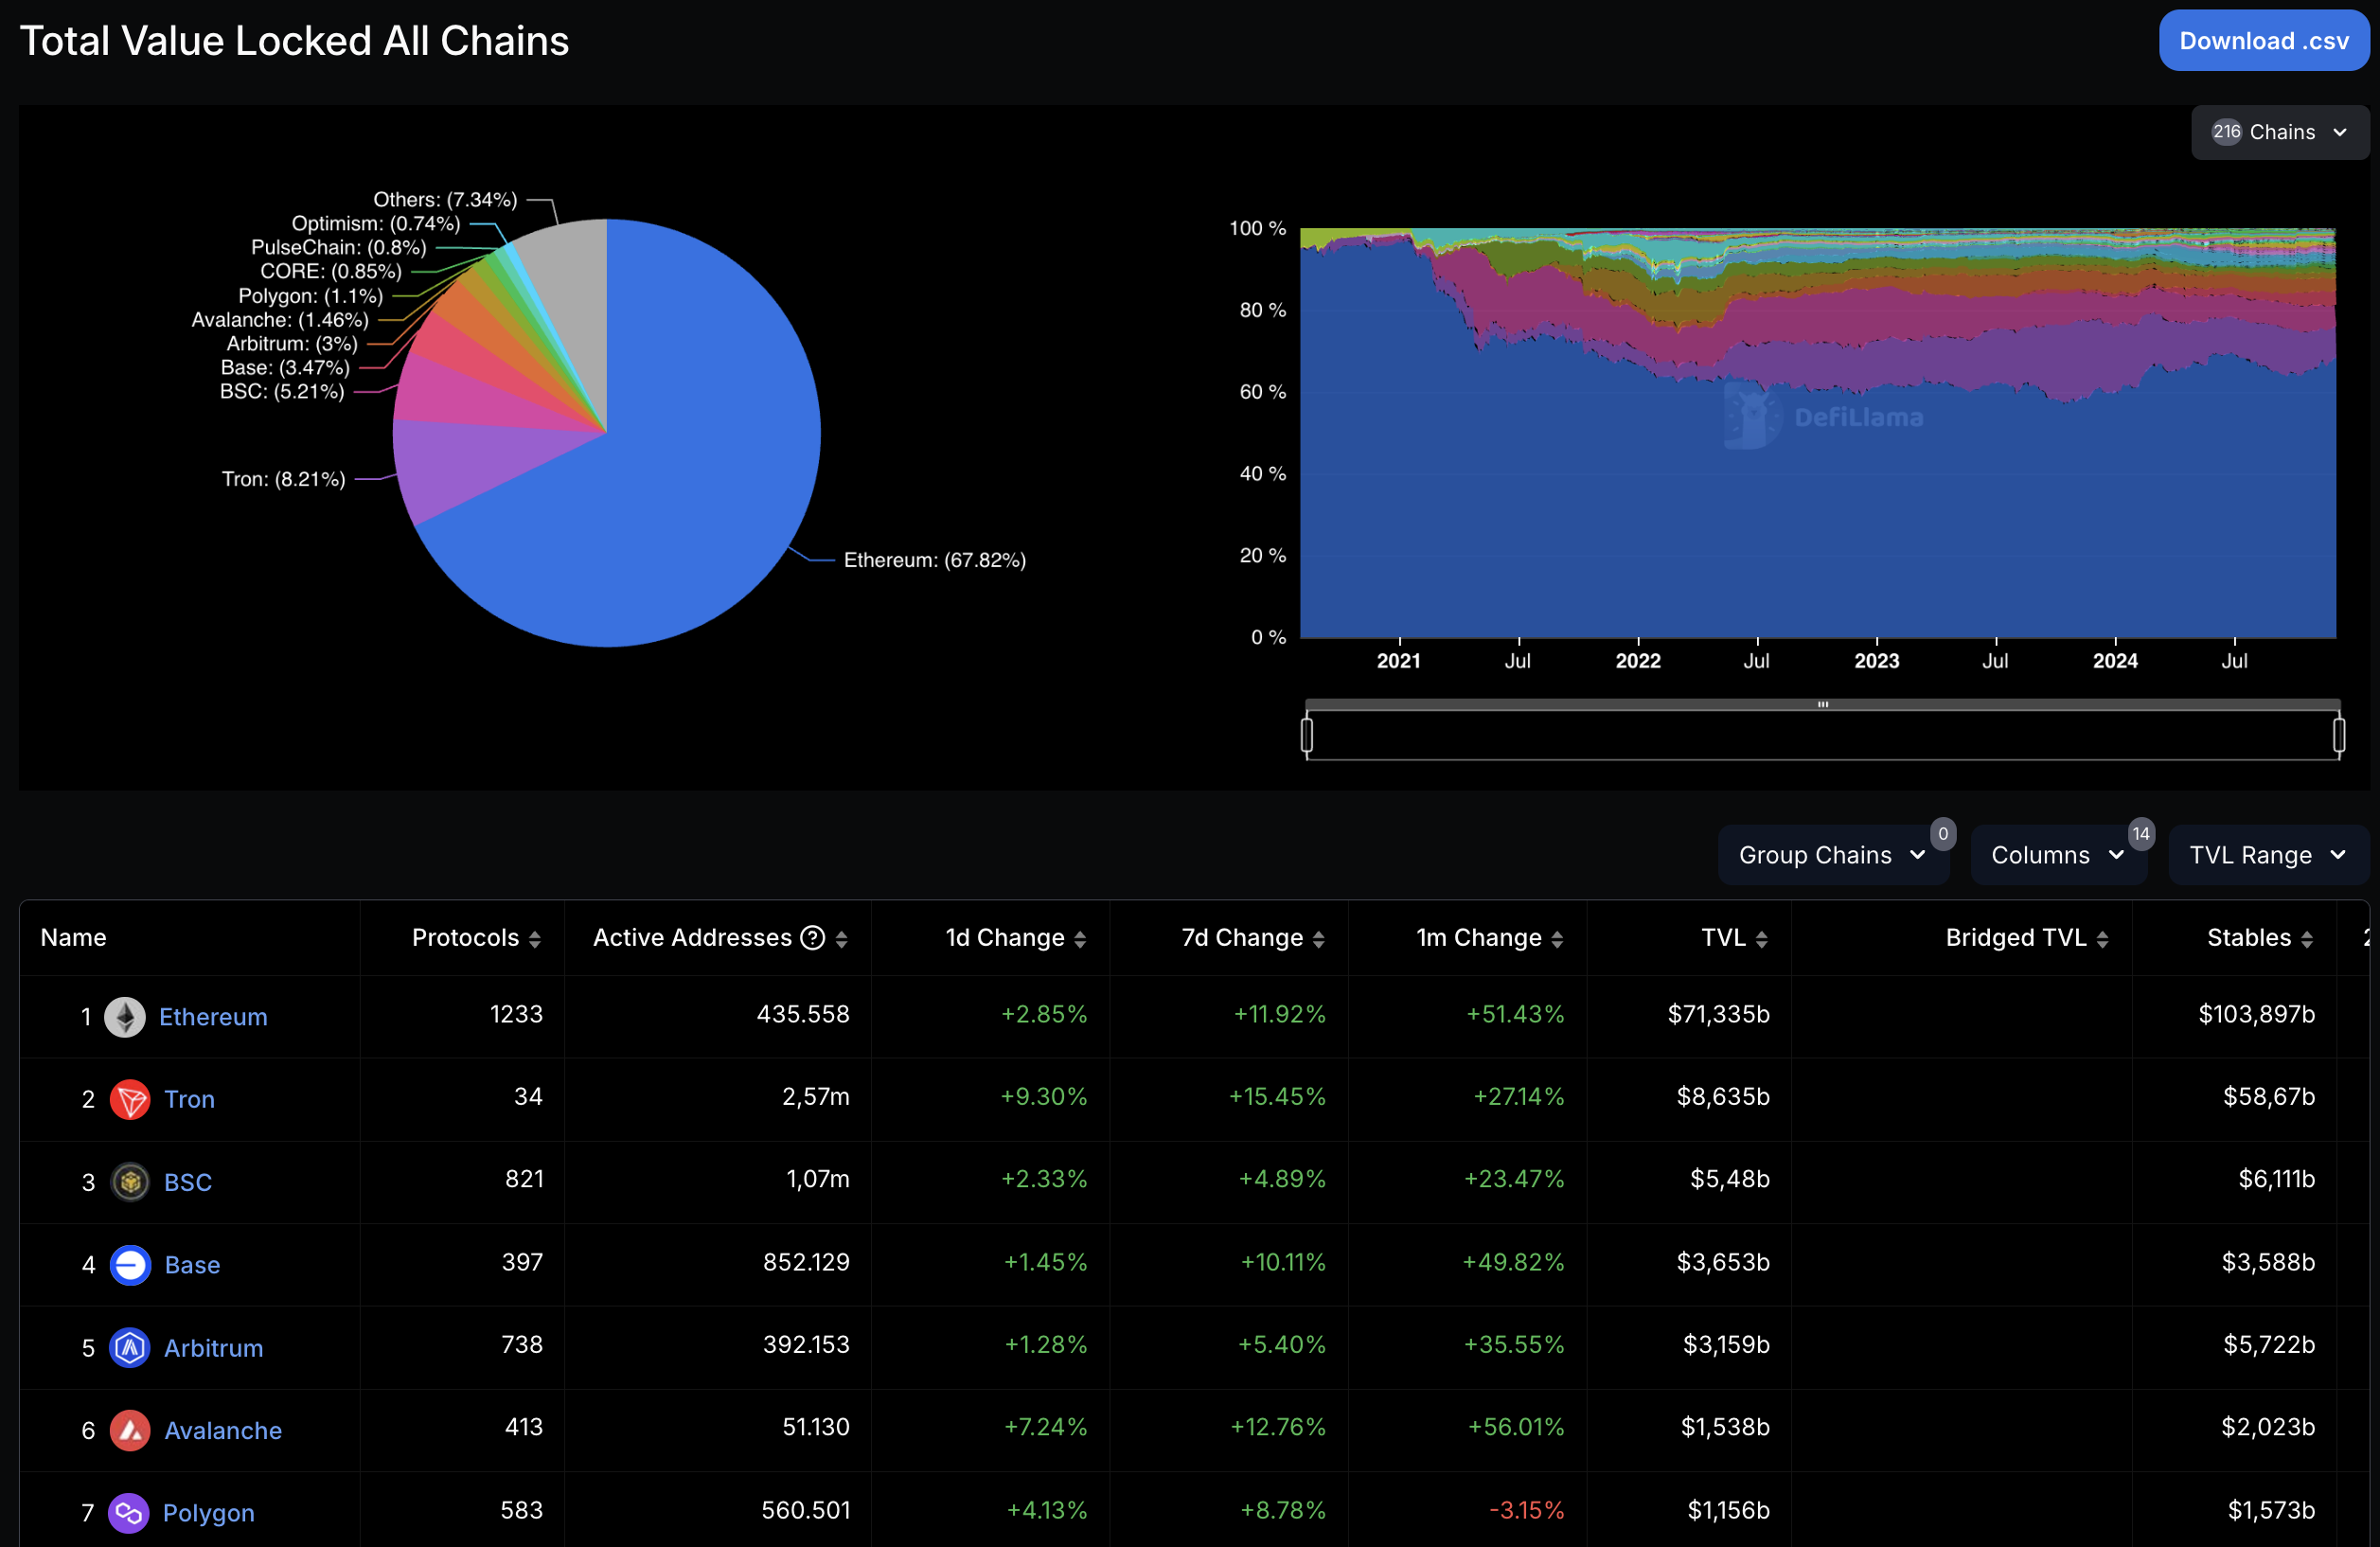 Total Value Locked All Chains
Download .csv
216 Chains
Others: (7.34%)
Optimism: (0.74%)
PulseChain: (0.8%)
CORE: (0.85%)
Polygon: (1.1%)
Avalanche: (1.46%)
Arbitrum: (3%)
Base: (3.47%)
BSC: (5.21%)
Tron: (8.21%)
Ethereum: (67.82%)
100 %
80 %
60 %
40 %
20 %
0 %
DefiLlama
2021 Jul 2022 Jul 2023 Jul 2024 Jul
Group Chains 0 Columns 14 TVL Range
Name Protocols Active Addresses ? 1d Change 7d Change 1m Change TVL Bridged TVL Stables
1 Ethereum 1233 435.558 +2.85% +11.92% +51.43% $71,335b $103,897b
2 Tron 34 2,57m +9.30% +15.45% +27.14% $8,635b $58,67b
3 BSC 821 1,07m +2.33% +4.89% +23.47% $5,48b $6,111b
4 Base 397 852.129 +1.45% +10.11% +49.82% $3,653b $3,588b
5 Arbitrum 738 392.153 +1.28% +5.40% +35.55% $3,159b $5,722b
6 Avalanche 413 51.130 +7.24% +12.76% +56.01% $1,538b $2,023b
7 Polygon 583 560.501 +4.13% +8.78% -3.15% $1,156b $1,573b